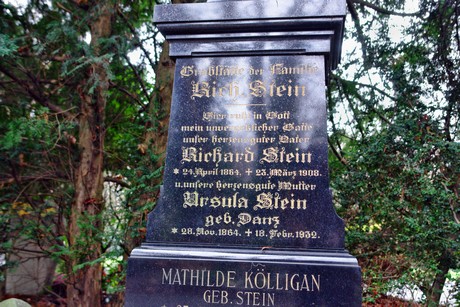 Grabstätte der Familie
Rich. Stein
Hier ruht in Gott
mein unvergesslicher Gatte
unser herzensguter Vater
Richard Stein
* 24. April 1864. + 23. März 1908.
u. unsere herzensgute Mutter
Ursula Stein
geb. Danz
* 28. Nov. 1864 + 18. Febr. 1932.
MATHILDE KÖLLIGAN
GEB. STEIN